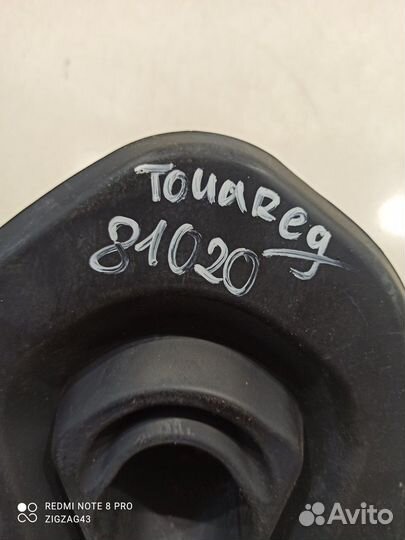 Touareg
81020
REDMI NOTE 8 PRO
ZIGZAG43
Avito